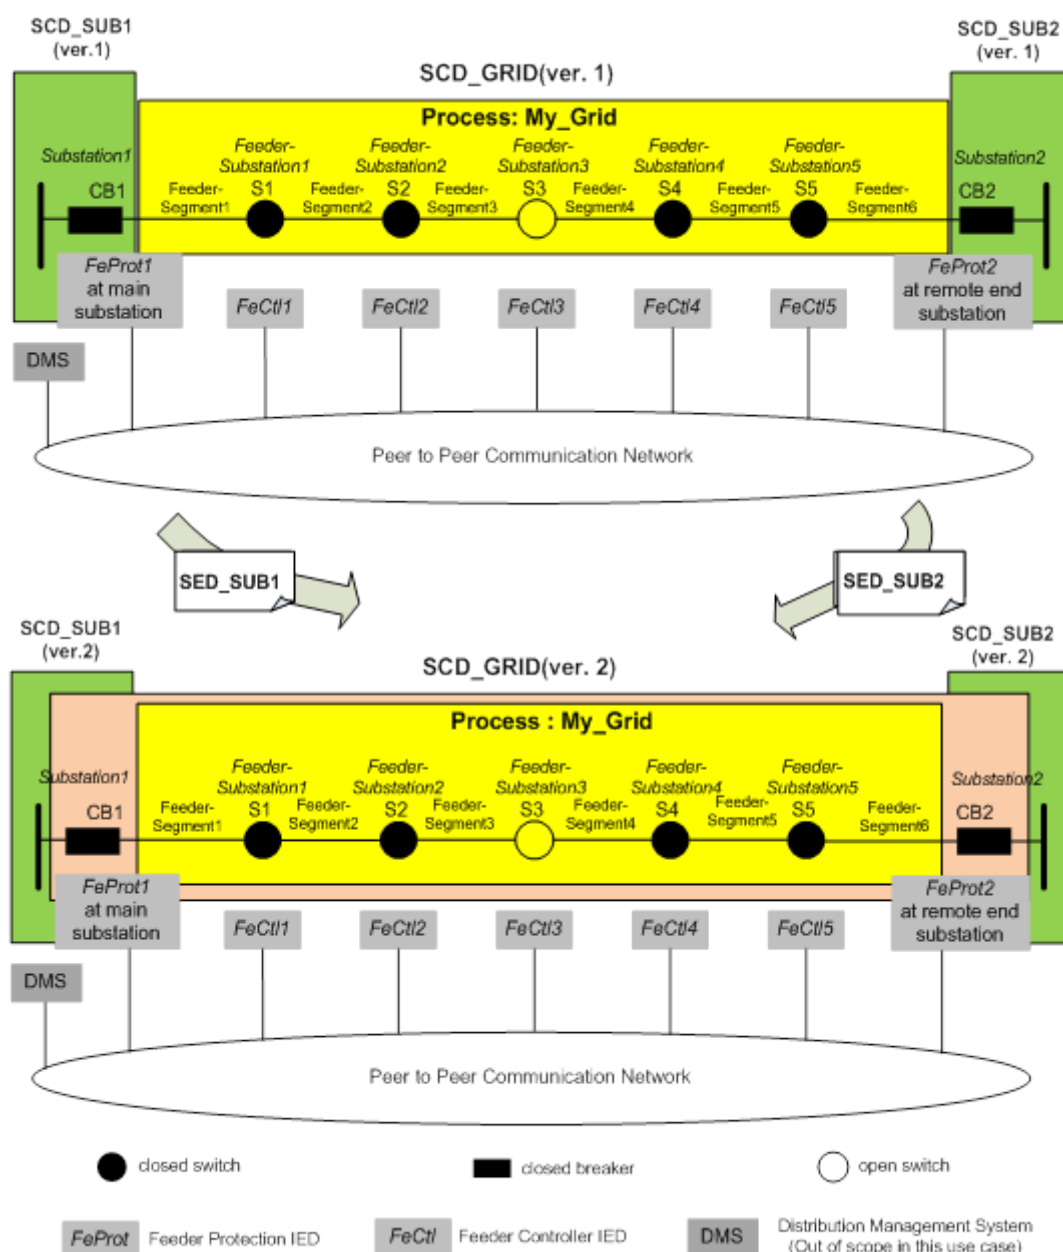 SCD_SUB1
(ver.1)
SCD_SUB2
(ver. 1)
SCD_GRID(ver. 1)
Process: My_Grid
Substation1
Feeder-
Substation1
Feeder-
Substation2
Feeder-
Substation3
Feeder-
Substation4
Feeder-
Substation5
Substation2
CB1
Feeder-
Segment1
S1
Feeder-
Segment2
S2
Feeder-
Segment3
S3
Feeder-
Segment4
S4
Feeder-
Segment5
S5
Feeder-
Segment6
CB2
FeProt1
at main
substation
FeCtl1
FeCtl2
FeCtl3
FeCtl4
FeCtl5
FeProt2
at remote end
substation
DMS
Peer to Peer Communication Network
SED_SUB1
SED_SUB2
SCD_SUB1
(ver.2)
SCD_SUB2
(ver. 2)
SCD_GRID(ver. 2)
Process : My_Grid
Substation1
Feeder-
Substation1
Feeder-
Substation2
Feeder-
Substation3
Feeder-
Substation4
Feeder-
Substation5
Substation2
CB1
Feeder-
Segment1
S1
Feeder-
Segment2
S2
Feeder-
Segment3
S3
Feeder-
Segment4
S4
Feeder-
Segment5
S5
Feeder-
Segment6
CB2
FeProt1
at main
substation
FeCtl1
FeCtl2
FeCtl3
FeCtl4
FeCtl5
FeProt2
at remote end
substation
DMS
Peer to Peer Communication Network
closed switch
closed breaker
open switch
FeProt
Feeder Protection IED
FeCtl
Feeder Controller IED
DMS
Distribution Management System
(Out of scope in this use case)